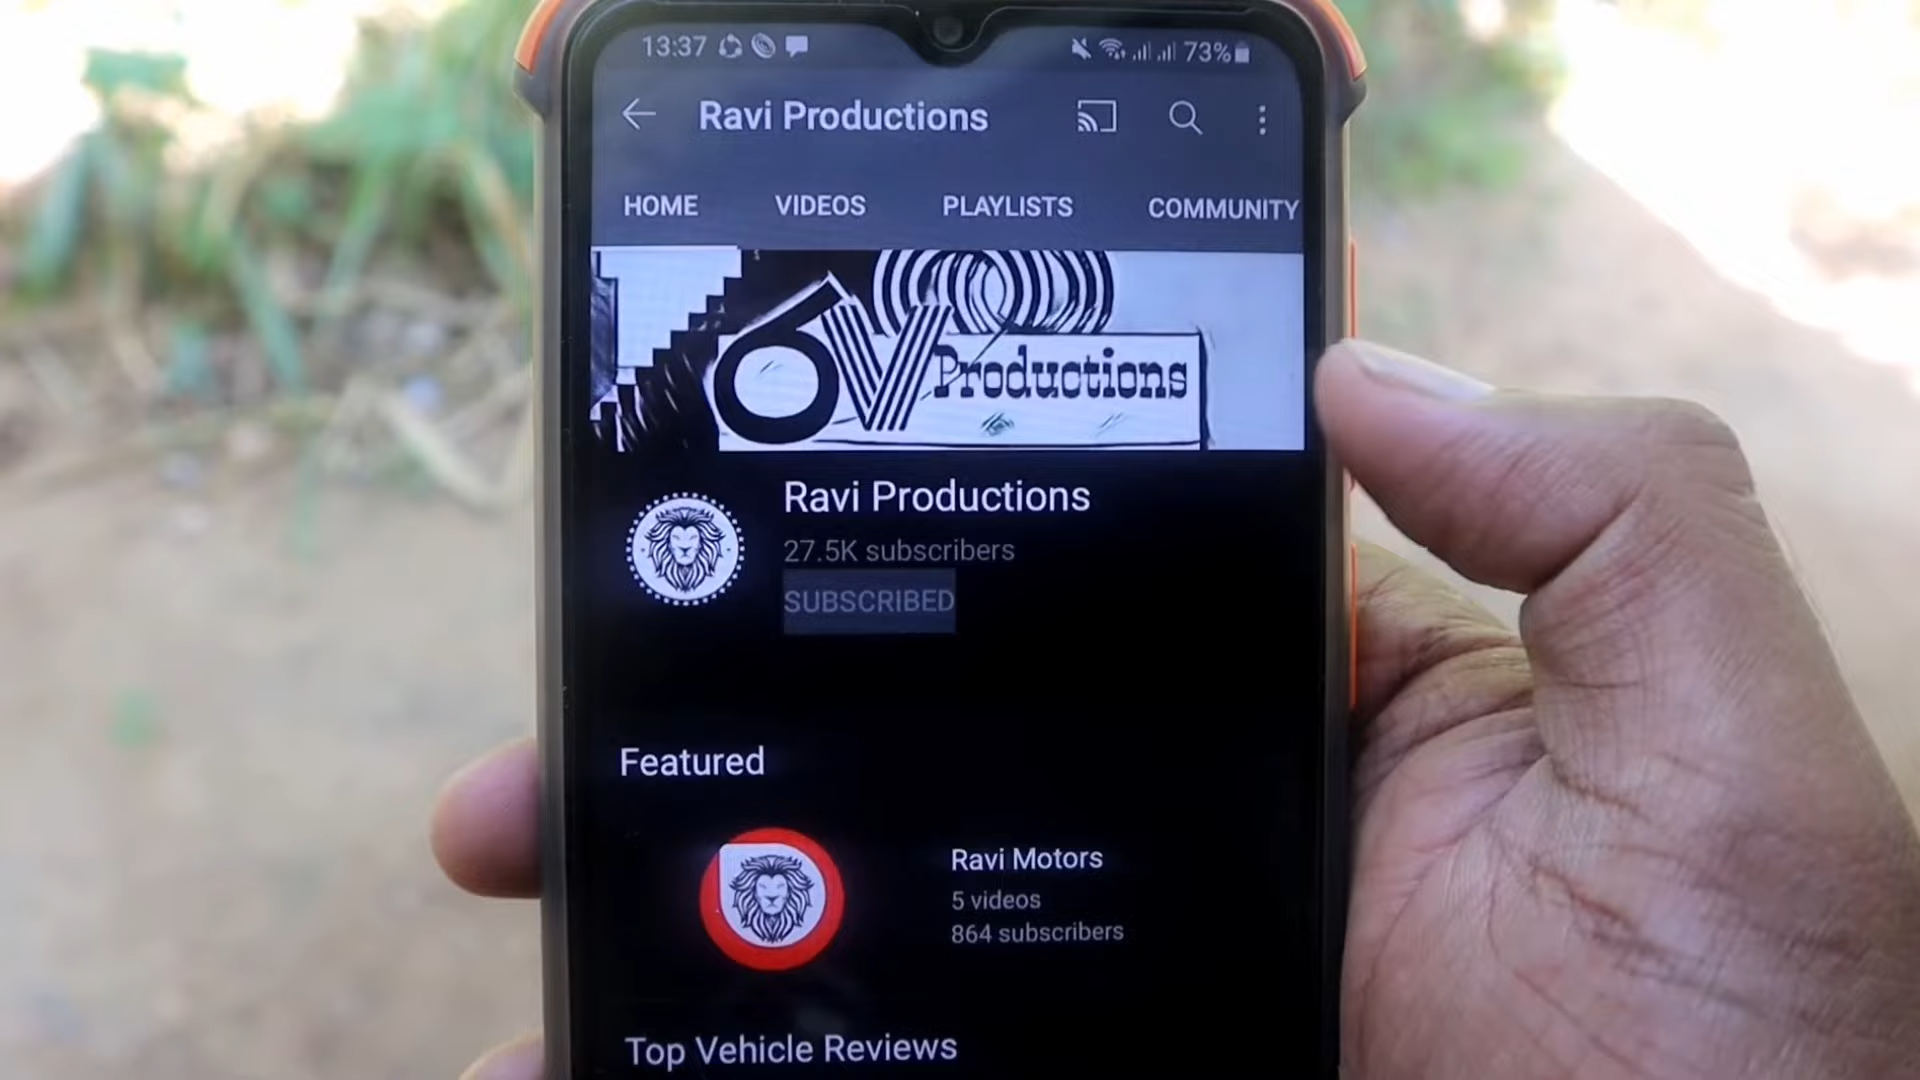 13:37
73%
Ravi Productions
HOME VIDEOS PLAYLISTS COMMUNITY
Productions
Ravi Productions
27.5K subscribers
SUBSCRIBED
Featured
Ravi Motors
5 videos
864 subscribers
Top Vehicle Reviews